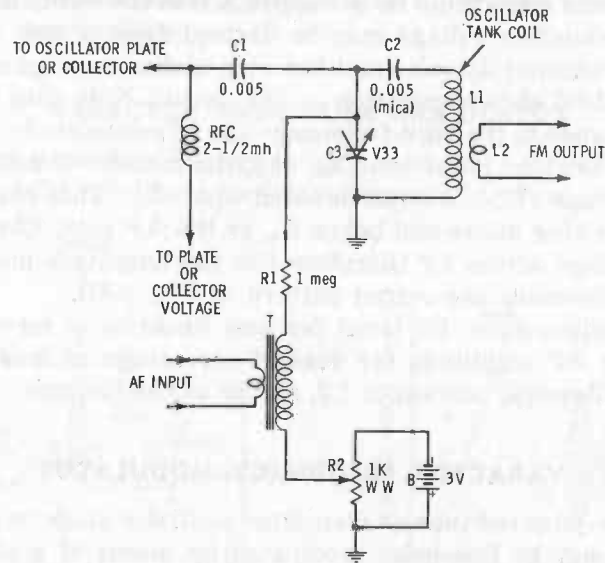 OSCILLATOR
TANK COIL
TO OSCILLATOR PLATE
OR COLLECTOR
C1
0.005
C2
0.005
(mica)
L1
L2
FM OUTPUT
RFC
2-1/2mh
C3
V33
TO PLATE
OR
COLLECTOR
VOLTAGE
R1
1 meg
T
AF INPUT
R2
1K
WW
B
3V